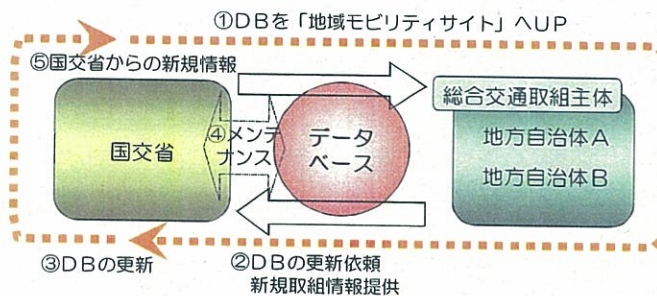 ①DBを「地域モビリティサイト」へUP
⑤国交省からの新規情報
総合交通取組主体
④メンテ
ナンス
国交省
データ
ベース
地方自治体A
地方自治体B
③DBの更新
②DBの更新依頼
新規取組情報提供